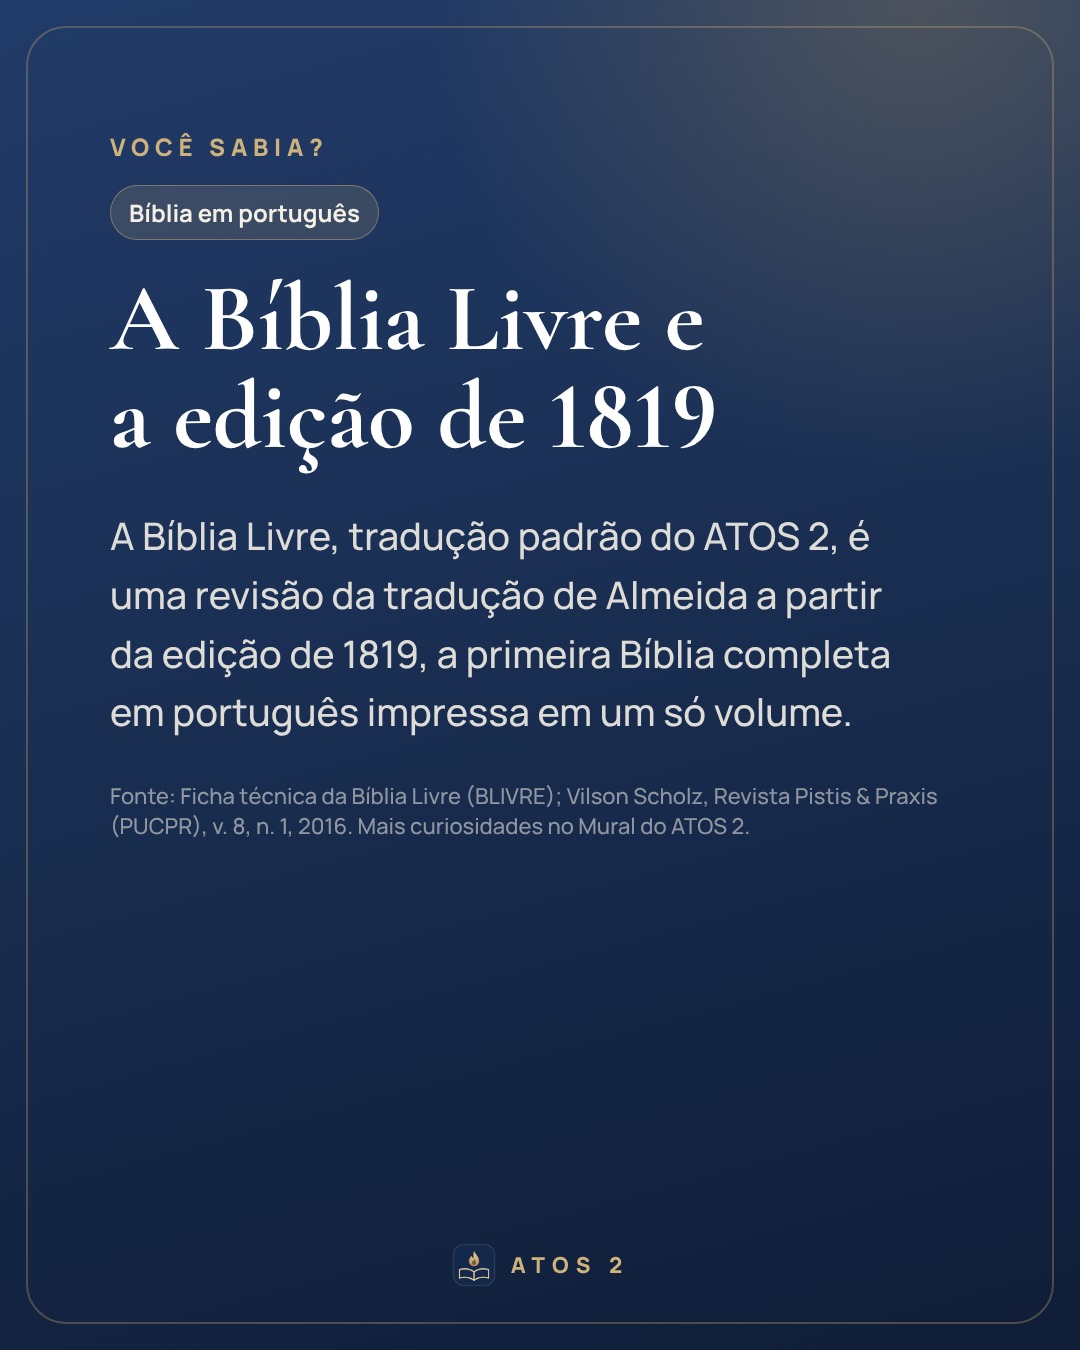 VOCÊ SABIA?
Bíblia em português
A Bíblia Livre e
a edição de 1819
A Bíblia Livre, tradução padrão do ATOS 2, é
uma revisão da tradução de Almeida a partir
da edição de 1819, a primeira Bíblia completa
em português impressa em um só volume.
Fonte: Ficha técnica da Bíblia Livre (BLIVRE); Vilson Scholz, Revista Pistis & Praxis
(PUCPR), v. 8, n. 1, 2016. Mais curiosidades no Mural do ATOS 2.
ATOS 2